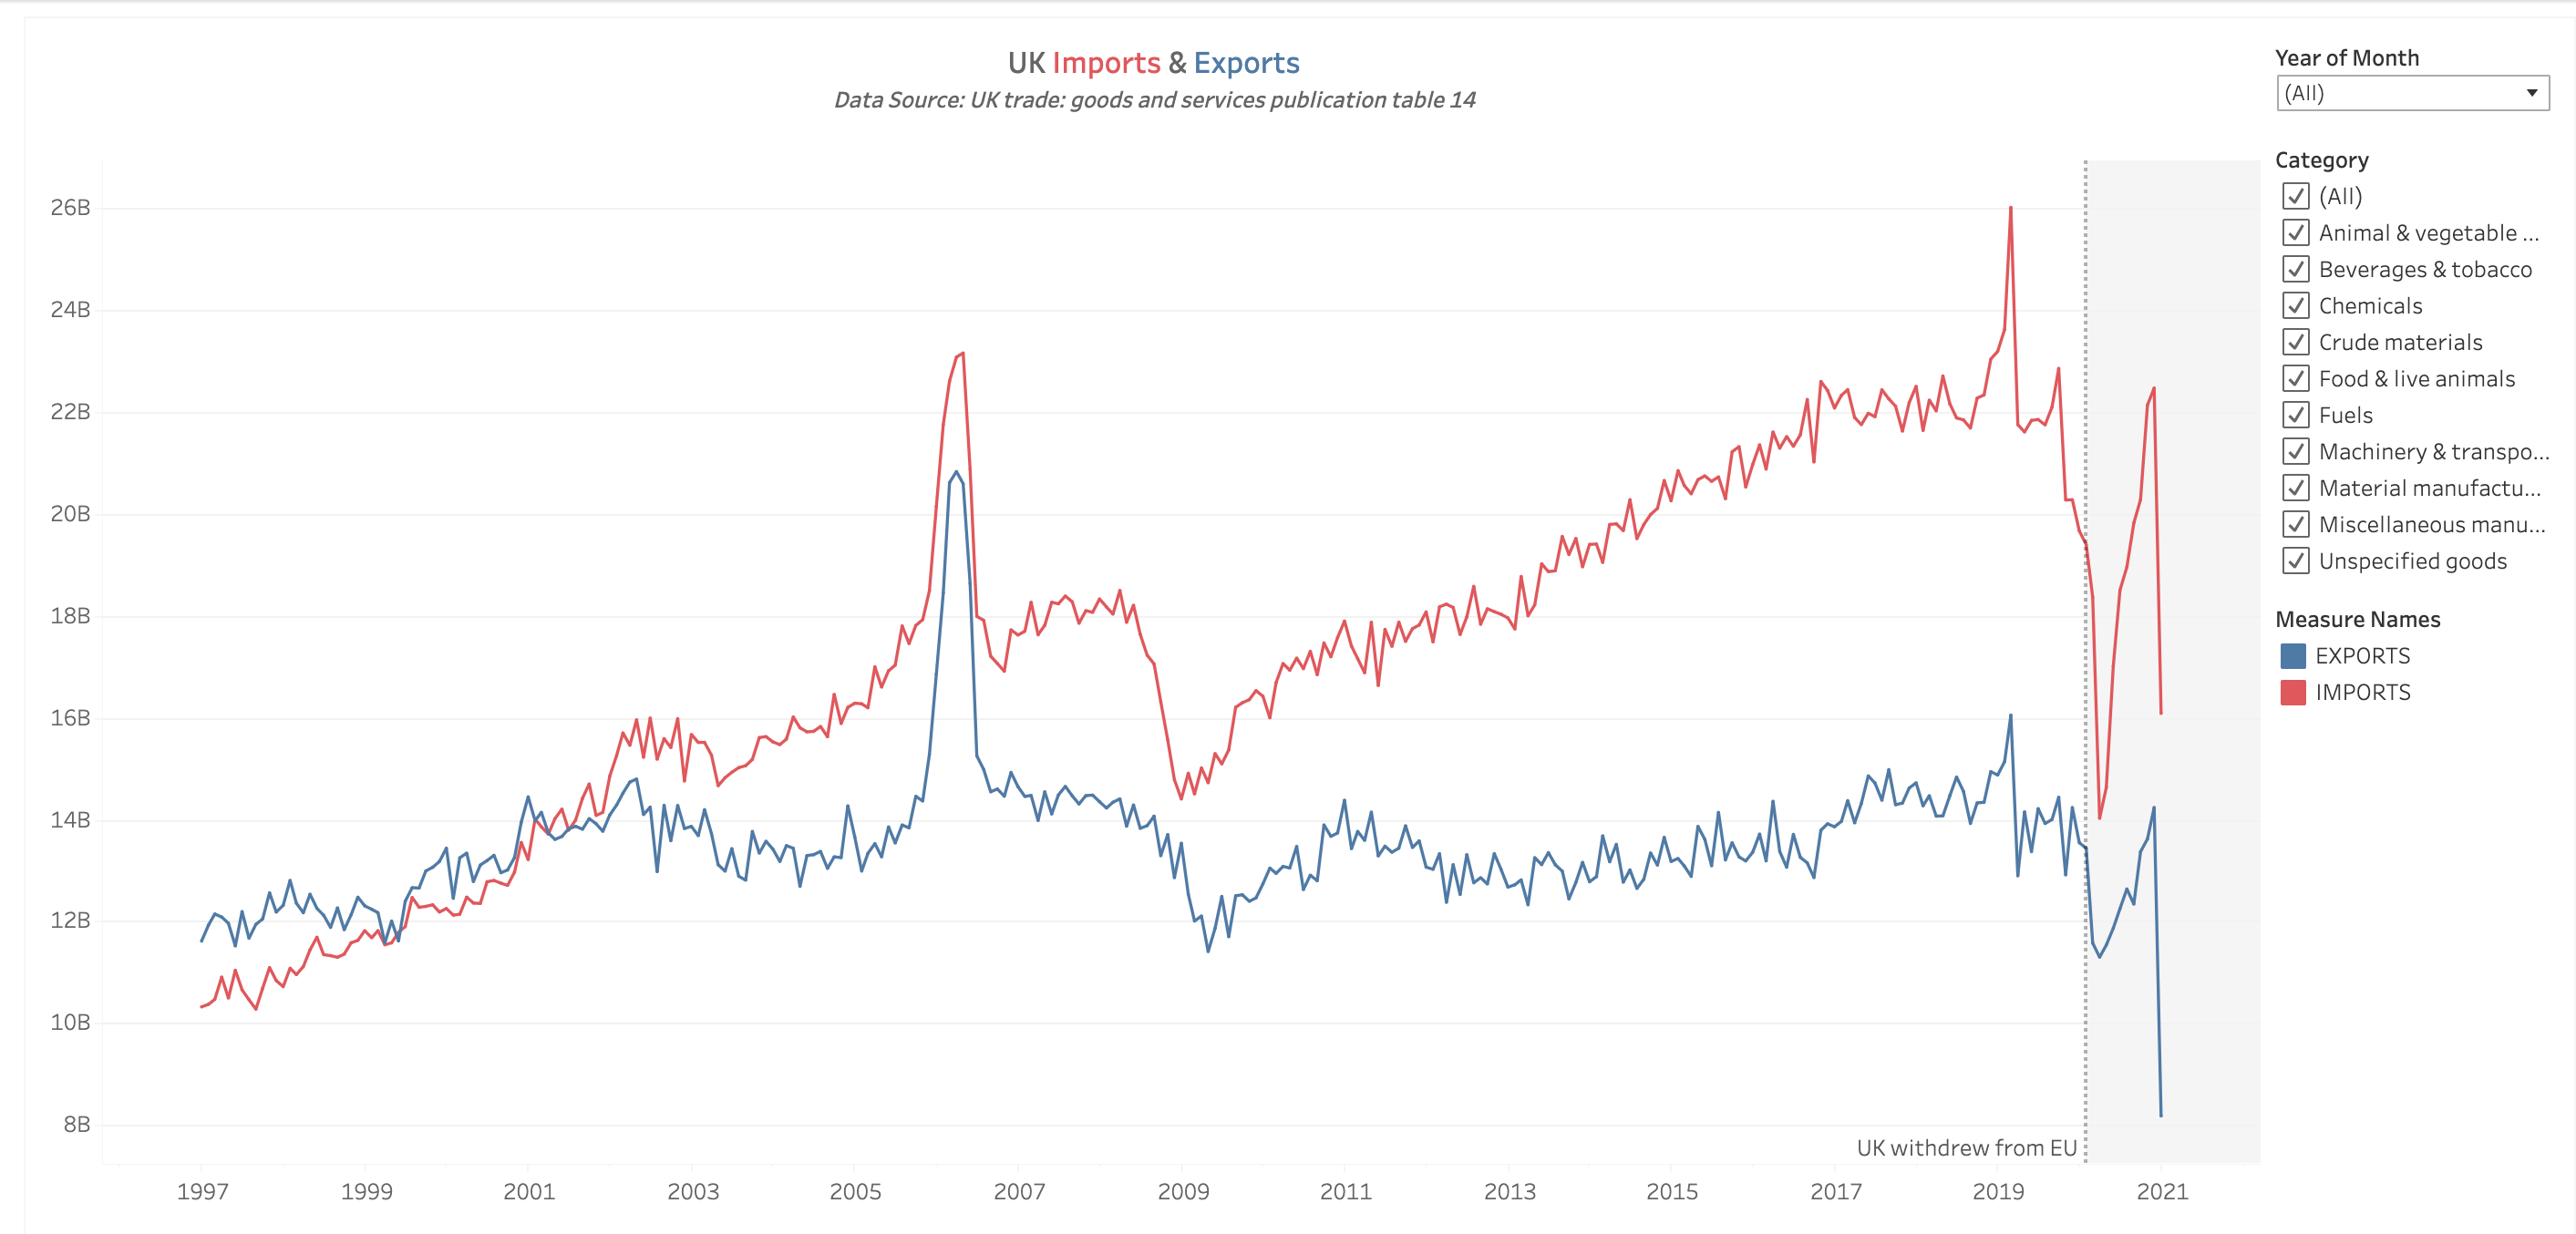 UK Imports & Exports
Data Source: UK trade: goods and services publication table 14
26B
24B
22B
20B
18B
16B
14B
12B
10B
8B
UK withdrew from EU
1997 1999 2001 2003 2005 2007 2009 2011 2013 2015 2017 2019 2021
Year of Month
(All)
Category
(All)
Animal & vegetable ...
Beverages & tobacco
Chemicals
Crude materials
Food & live animals
Fuels
Machinery & transpo...
Material manufactu...
Miscellaneous manu...
Unspecified goods
Measure Names
EXPORTS
IMPORTS